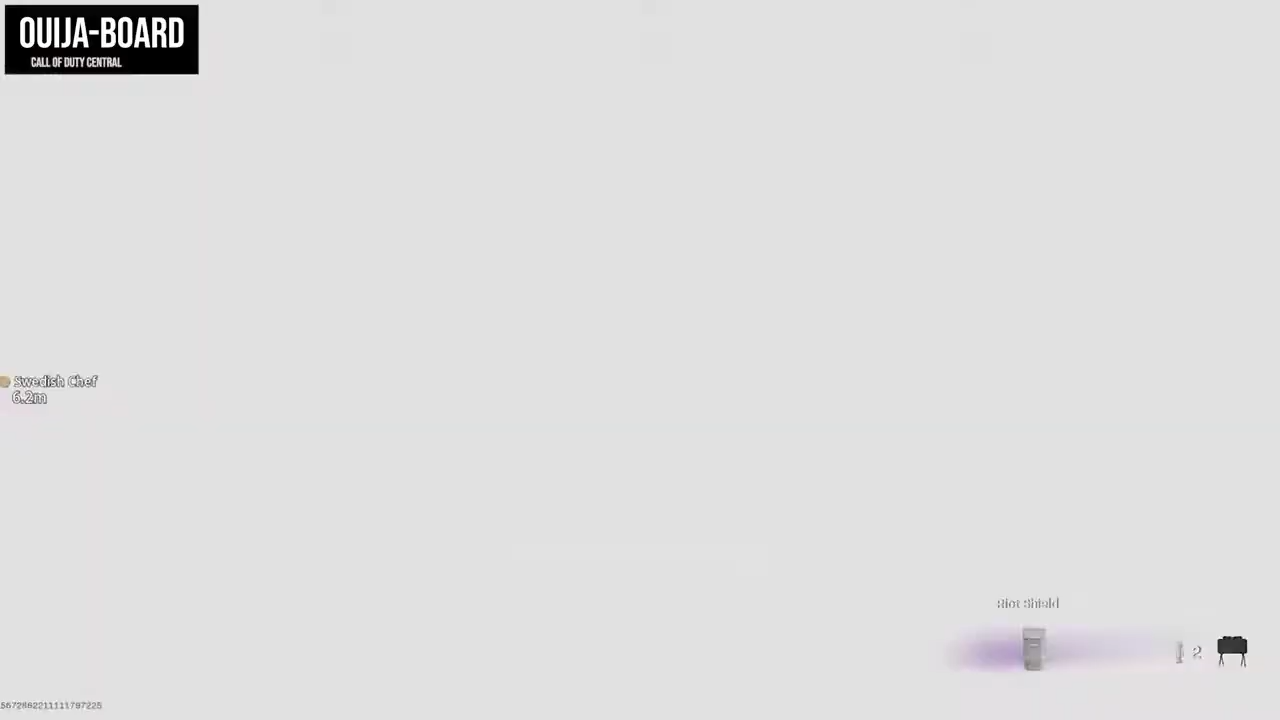 OUIJA-BOARD
CALL OF DUTY CENTRAL
Swedish Chef
6.2m
Riot Shield
2